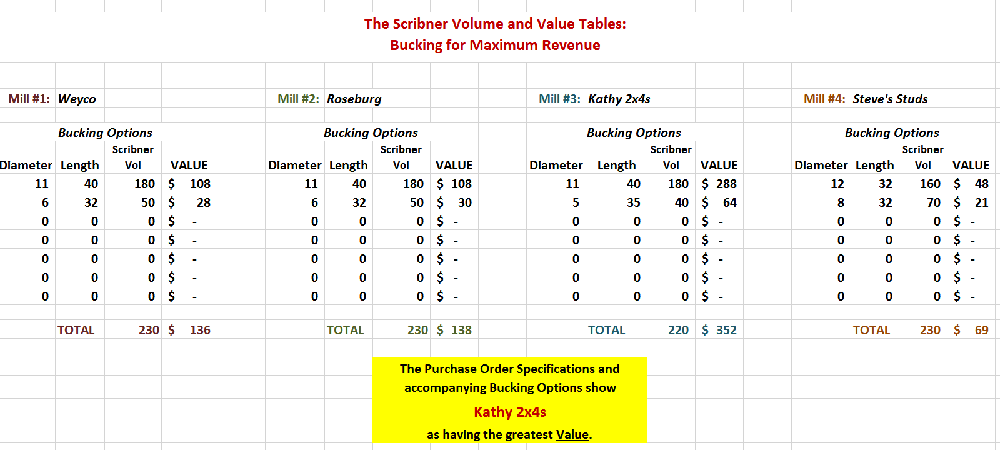 The Scribner Volume and Value Tables:
Bucking for Maximum Revenue
Mill #1: Weyco Mill #2: Roseburg Mill #3: Kathy 2x4s Mill #4: Steve's Studs
Bucking Options Bucking Options Bucking Options Bucking Options
Scribner Scribner Scribner Scribner
Diameter Length Vol VALUE Diameter Length Vol VALUE Diameter Length Vol VALUE Diameter Length Vol VALUE
11 40 180 $ 108 11 40 180 $ 108 11 40 180 $ 288 12 32 160 $ 48
6 32 50 $ 28 6 32 50 $ 30 5 35 40 $ 64 8 32 70 $ 21
0 0 0 $ - 0 0 0 $ - 0 0 0 $ - 0 0 0 $ -
0 0 0 $ - 0 0 0 $ - 0 0 0 $ - 0 0 0 $ -
0 0 0 $ - 0 0 0 $ - 0 0 0 $ - 0 0 0 $ -
0 0 0 $ - 0 0 0 $ - 0 0 0 $ - 0 0 0 $ -
0 0 0 $ - 0 0 0 $ - 0 0 0 $ - 0 0 0 $ -
TOTAL 230 $ 136 TOTAL 230 $ 138 TOTAL 220 $ 352 TOTAL 230 $ 69
The Purchase Order Specifications and
accompanying Bucking Options show
Kathy 2x4s
as having the greatest Value.